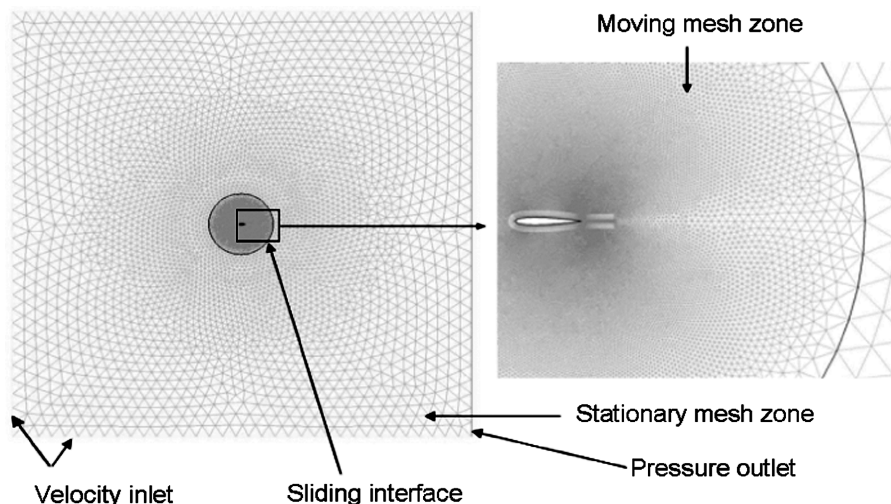 Moving mesh zone
Stationary mesh zone
Pressure outlet
Velocity inlet
Sliding interface